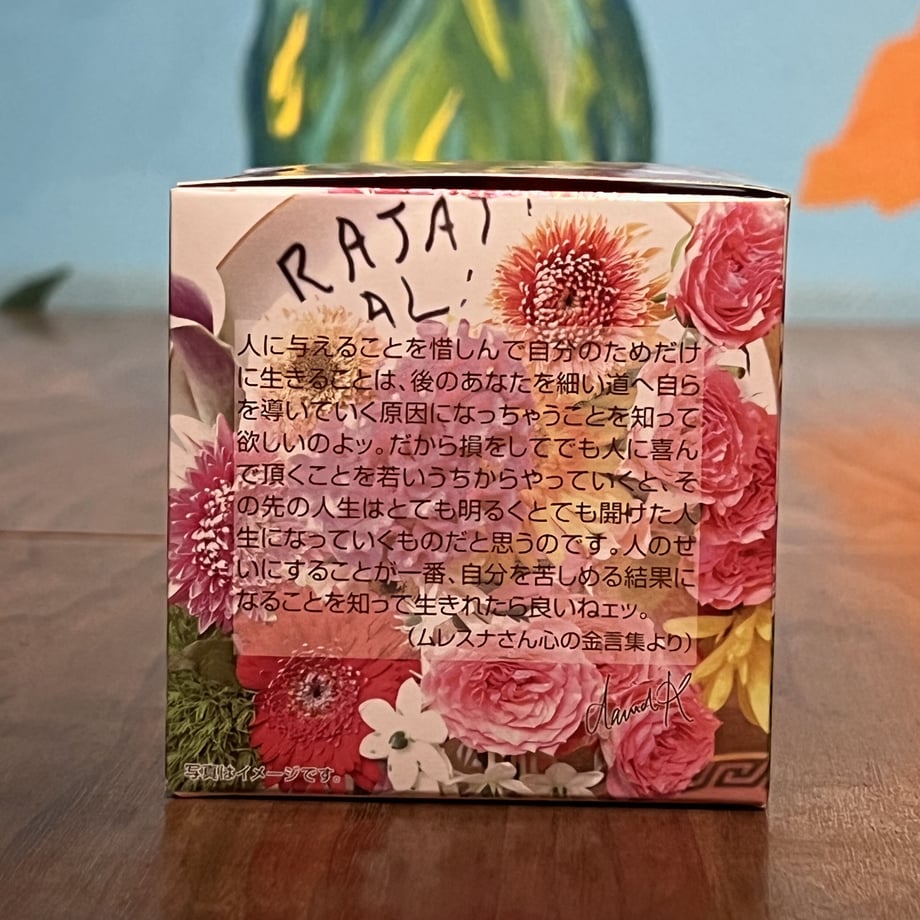 RAJAT!
AL!
人に与えることを惜しんで自分のためだけ
に生きることは、後のあなたを細い道へ自ら
を導いていく原因になっちゃうことを知って
欲しいのよッ。だから損をしてでも人に喜ん
で頂くことを若いうちからやっていくと、そ
の先の人生はとても明るくとても開けた人
生になっていくものだと思うのです。人のせ
いにすることが一番、自分を苦しめる結果に
なることを知って生きれたら良いねェッ。
(ムレスナさん心の金言集より)
David K
写真はイメージです。